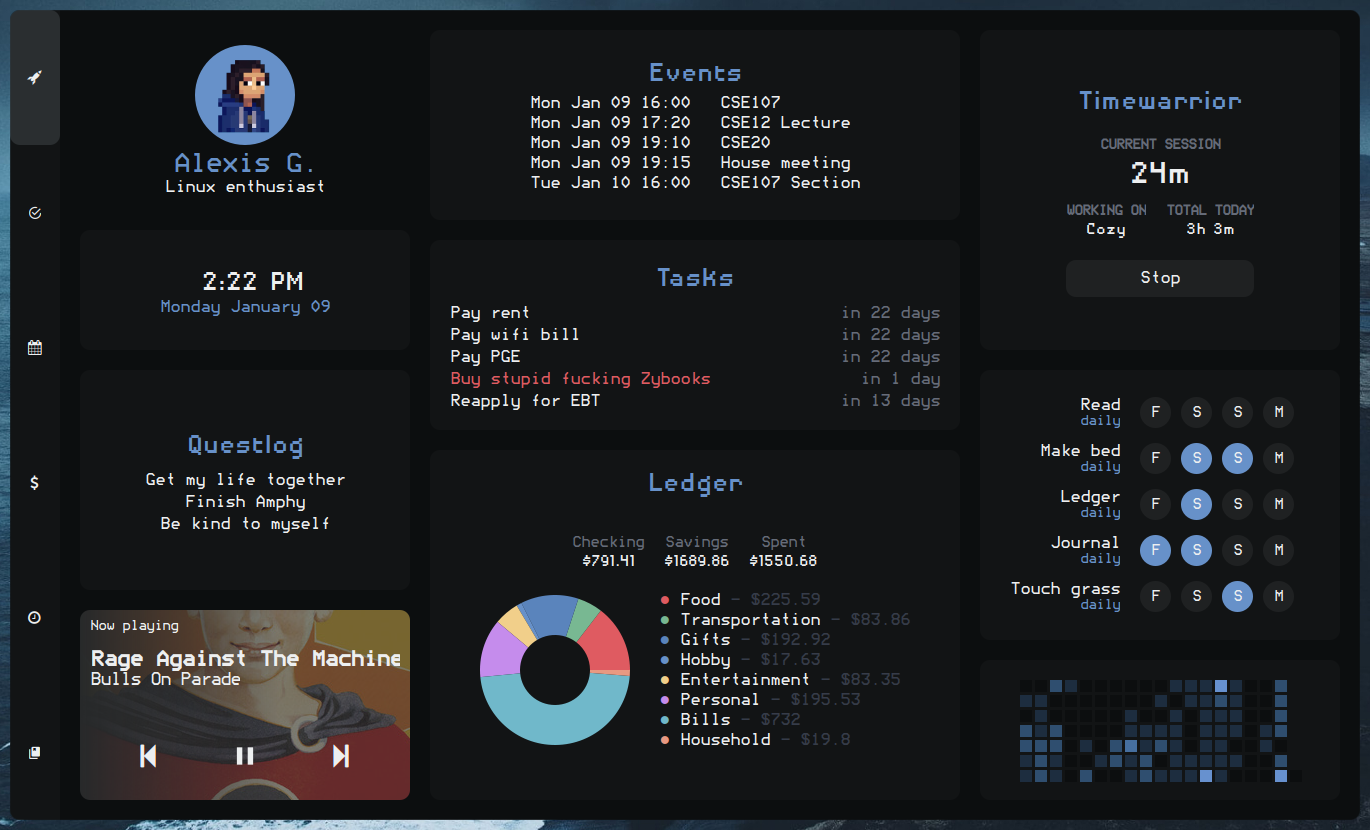 Alexis G.
Linux enthusiast
2:22 PM
Monday January 09
Questlog
Get my life together
Finish Amphy
Be kind to myself
Now playing
Rage Against The Machine
Bulls On Parade
Events
Mon Jan 09 16:00 CSE107
Mon Jan 09 17:20 CSE12 Lecture
Mon Jan 09 19:10 CSE20
Mon Jan 09 19:15 House meeting
Tue Jan 10 16:00 CSE107 Section
Tasks
Pay rent in 22 days
Pay wifi bill in 22 days
Pay PGE in 22 days
Buy stupid fucking Zybooks in 1 day
Reapply for EBT in 13 days
Ledger
Checking Savings Spent
$791.41 $1689.86 $1550.68
Food - $225.59
Transportation - $83.86
Gifts - $192.92
Hobby - $17.63
Entertainment - $83.35
Personal - $195.53
Bills - $732
Household - $19.8
Timewarrior
CURRENT SESSION
24m
WORKING ON TOTAL TODAY
Cozy 3h 3m
Stop
Read F S S M
daily
Make bed F S S M
daily
Ledger F S S M
daily
Journal F S S M
daily
Touch grass F S S M
daily